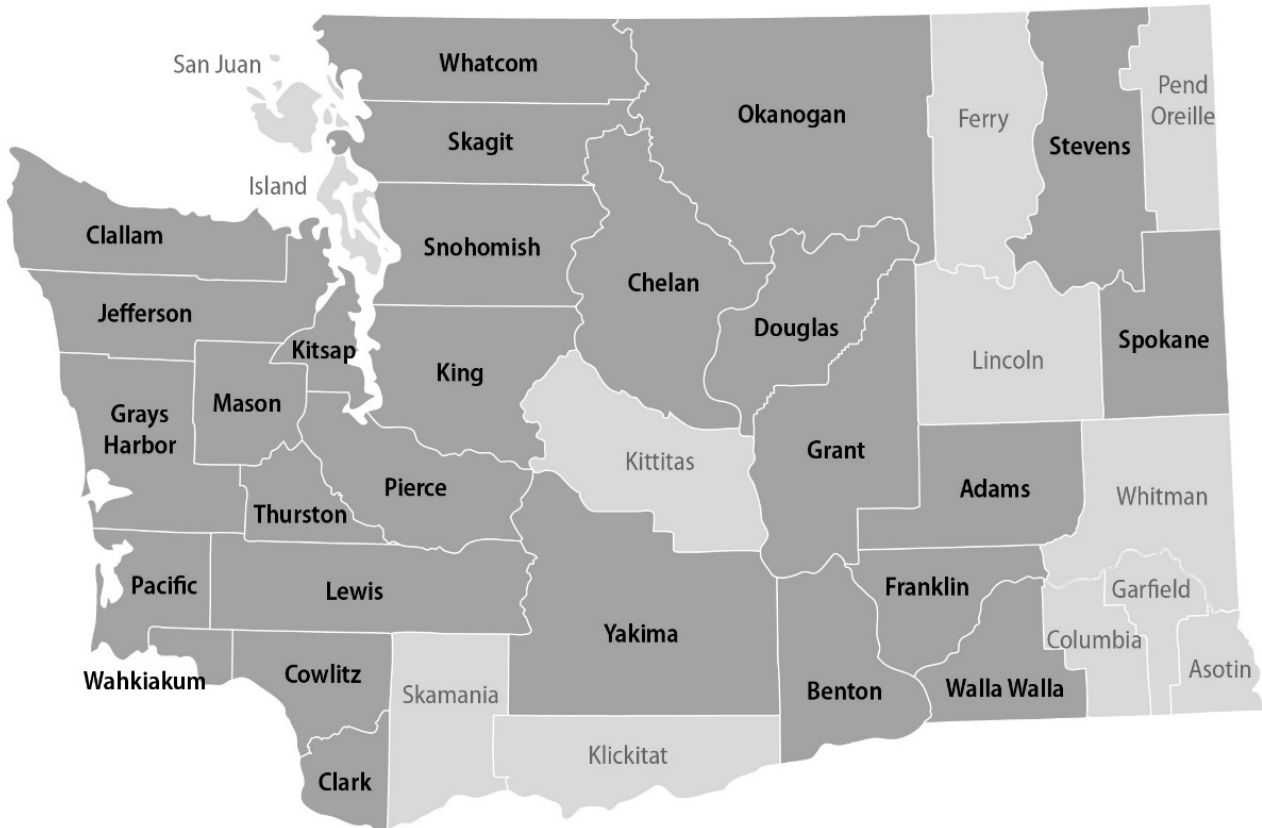 San Juan
Whatcom
Okanogan
Ferry
Pend
Oreille
Skagit
Stevens
Island
Clallam
Snohomish
Chelan
Jefferson
Douglas
Kitsap
Spokane
Lincoln
King
Mason
Grays
Harbor
Kittitas
Grant
Pierce
Adams
Whitman
Thurston
Pacific
Lewis
Franklin
Garfield
Yakima
Columbia
Wahkiakum
Cowlitz
Skamania
Benton
Walla Walla
Asotin
Klickitat
Clark